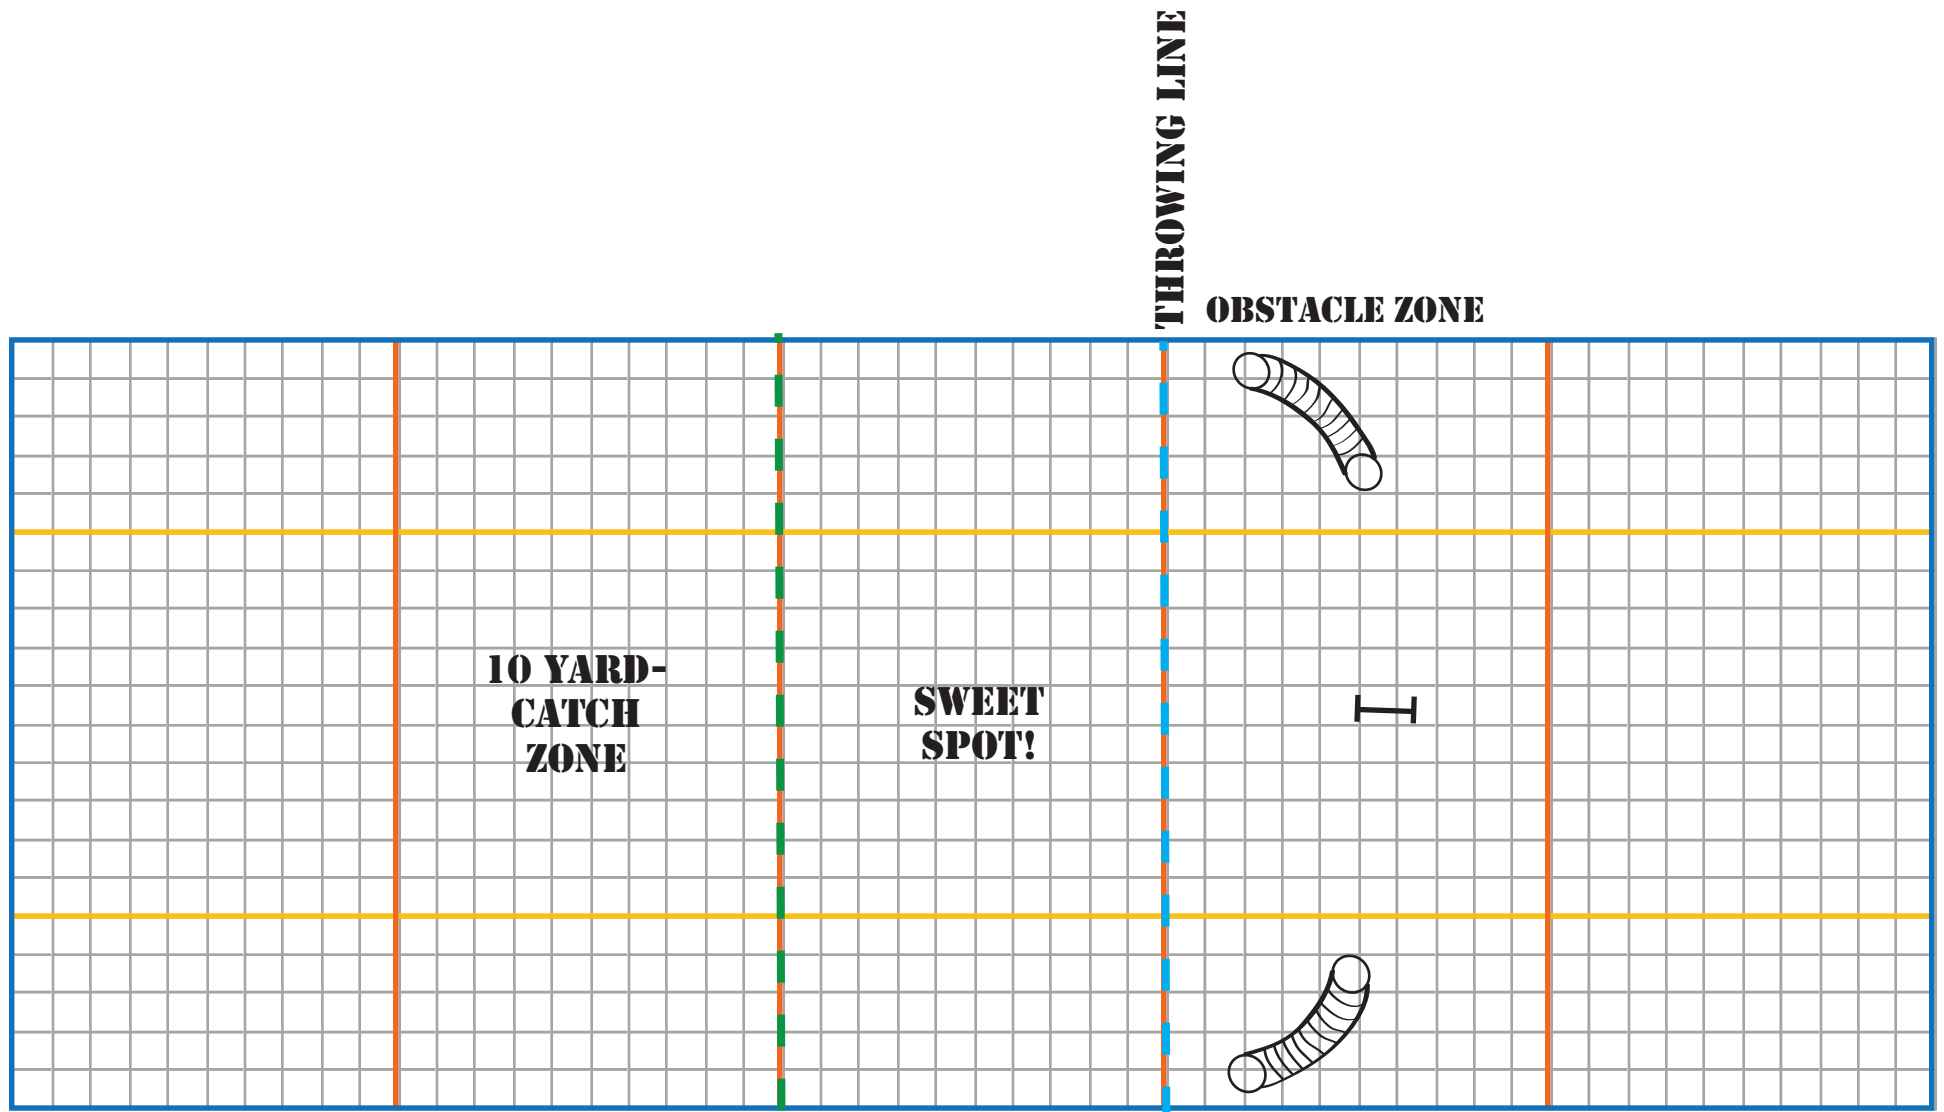 THROWING LINE
OBSTACLE ZONE
10 YARD-
CATCH
ZONE
SWEET
SPOT!